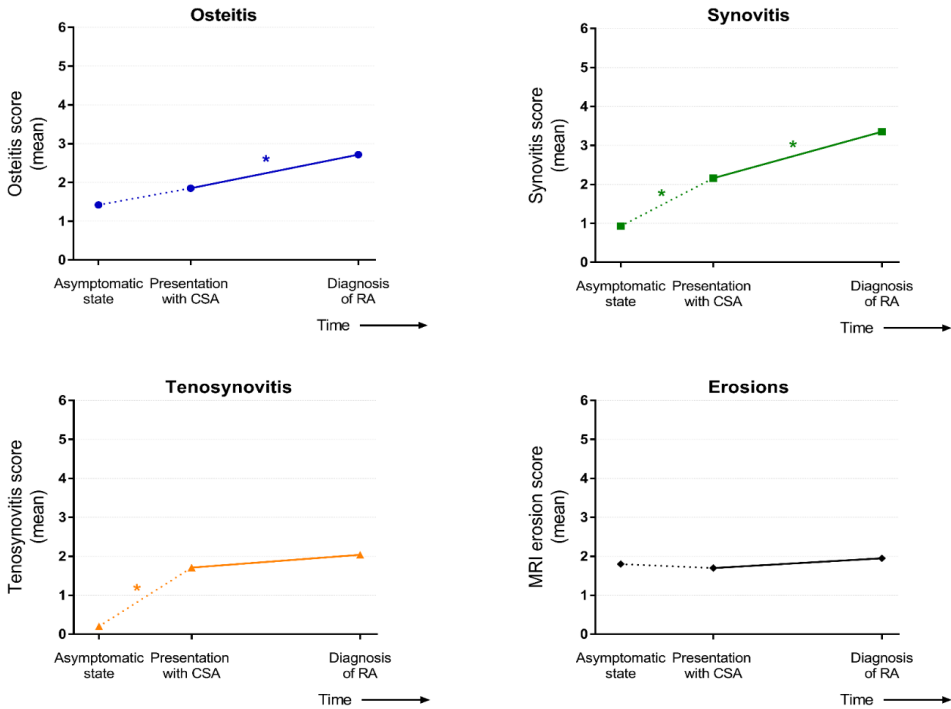 Osteitis
Osteitis score
(mean)
6
5
4
3
2
1
0
*
Asymptomatic
state
Presentation
with CSA
Diagnosis
of RA
Time
Synovitis
Synovitis score
(mean)
6
5
4
3
2
1
0
*
*
Asymptomatic
state
Presentation
with CSA
Diagnosis
of RA
Time
Tenosynovitis
Tenosynovitis score
(mean)
6
5
4
3
2
1
0
*
Asymptomatic
state
Presentation
with CSA
Diagnosis
of RA
Time
Erosions
MRI erosion score
(mean)
6
5
4
3
2
1
0
Asymptomatic
state
Presentation
with CSA
Diagnosis
of RA
Time